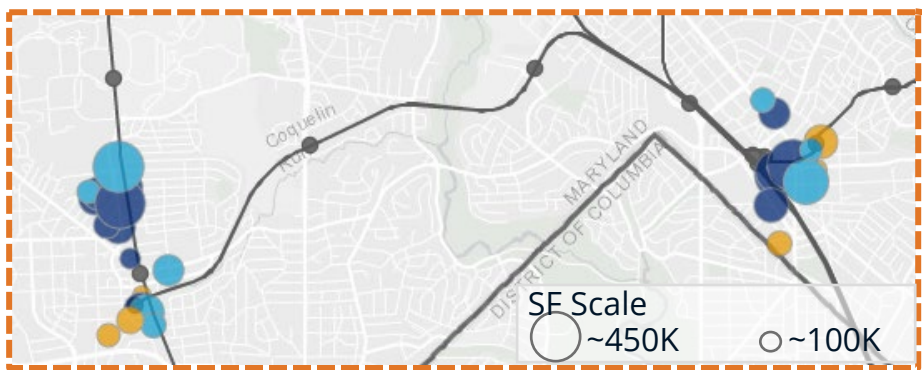 Coquelin
Run
MARYLAND
DISTRICT OF COLUMBIA
SF Scale
~450K
~100K